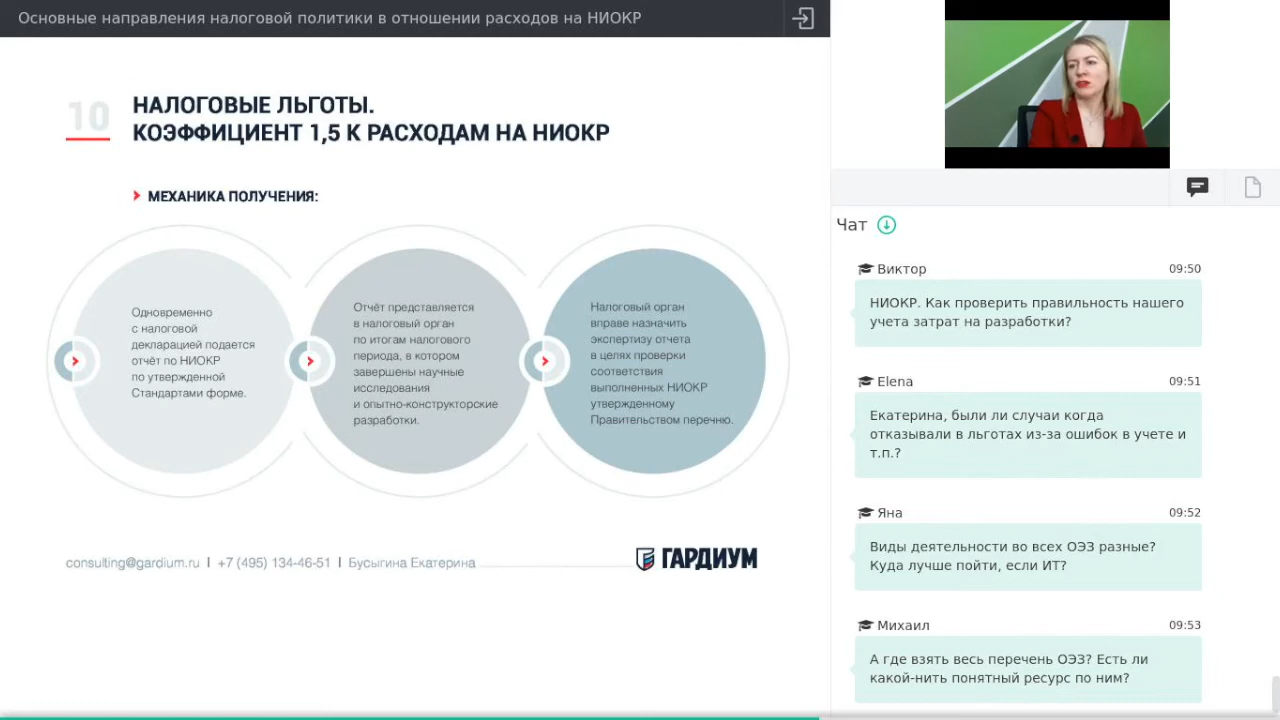 Основные направления налоговой политики в отношении расходов на НИОКР
10
НАЛОГОВЫЕ ЛЬГОТЫ.
КОЭФФИЦИЕНТ 1,5 К РАСХОДАМ НА НИОКР
МЕХАНИКА ПОЛУЧЕНИЯ:
Одновременно
с налоговой
декларацией подается
отчёт по НИОКР
по утвержденной
Стандартами форме.
Отчёт представляется
в налоговый орган
по итогам налогового
периода, в котором
завершены научные
исследования
и опытно-конструкторские
разработки.
Налоговый орган
вправе назначить
экспертизу отчета
в целях проверки
соответствия
выполненных НИОКР
утвержденному
Правительством перечню.
consulting@gardium.ru I +7 (495) 134-46-51 I Бусыгина Екатерина
ГАРДИУМ
Чат
Виктор 09:50
НИОКР. Как проверить правильность нашего
учета затрат на разработки?
Elena 09:51
Екатерина, были ли случаи когда
отказывали в льготах из-за ошибок в учете и
т.п.?
Яна 09:52
Виды деятельности во всех ОЭЗ разные?
Куда лучше пойти, если ИТ?
Михаил 09:53
А где взять весь перечень ОЭЗ? Есть ли
какой-нить понятный ресурс по ним?